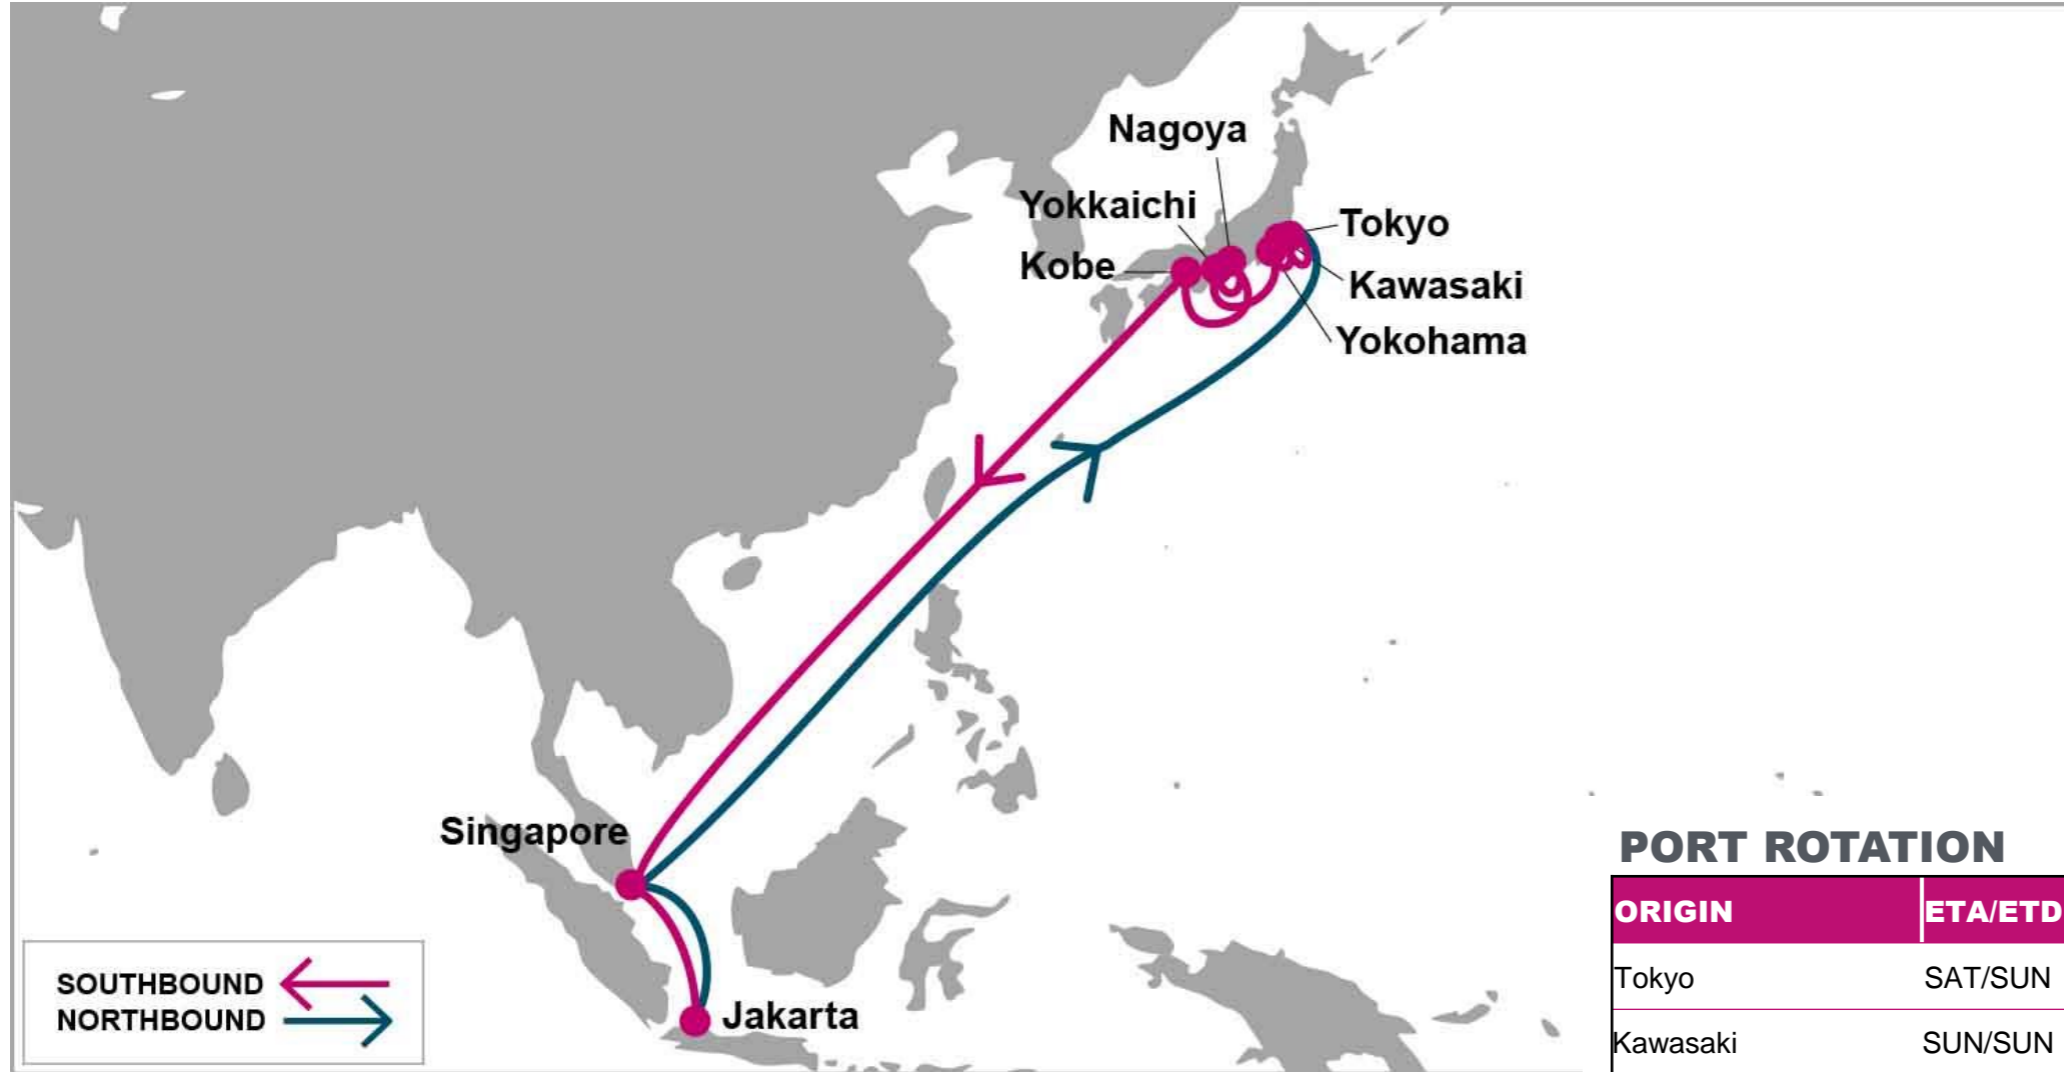 Nagoya
Yokkaichi
Tokyo
Kobe
Kawasaki
Yokohama
Singapore
Jakarta
SOUTHBOUND
NORTHBOUND
PORT ROTATION
ORIGIN ETA/ETD
Tokyo SAT/SUN
Kawasaki SUN/SUN